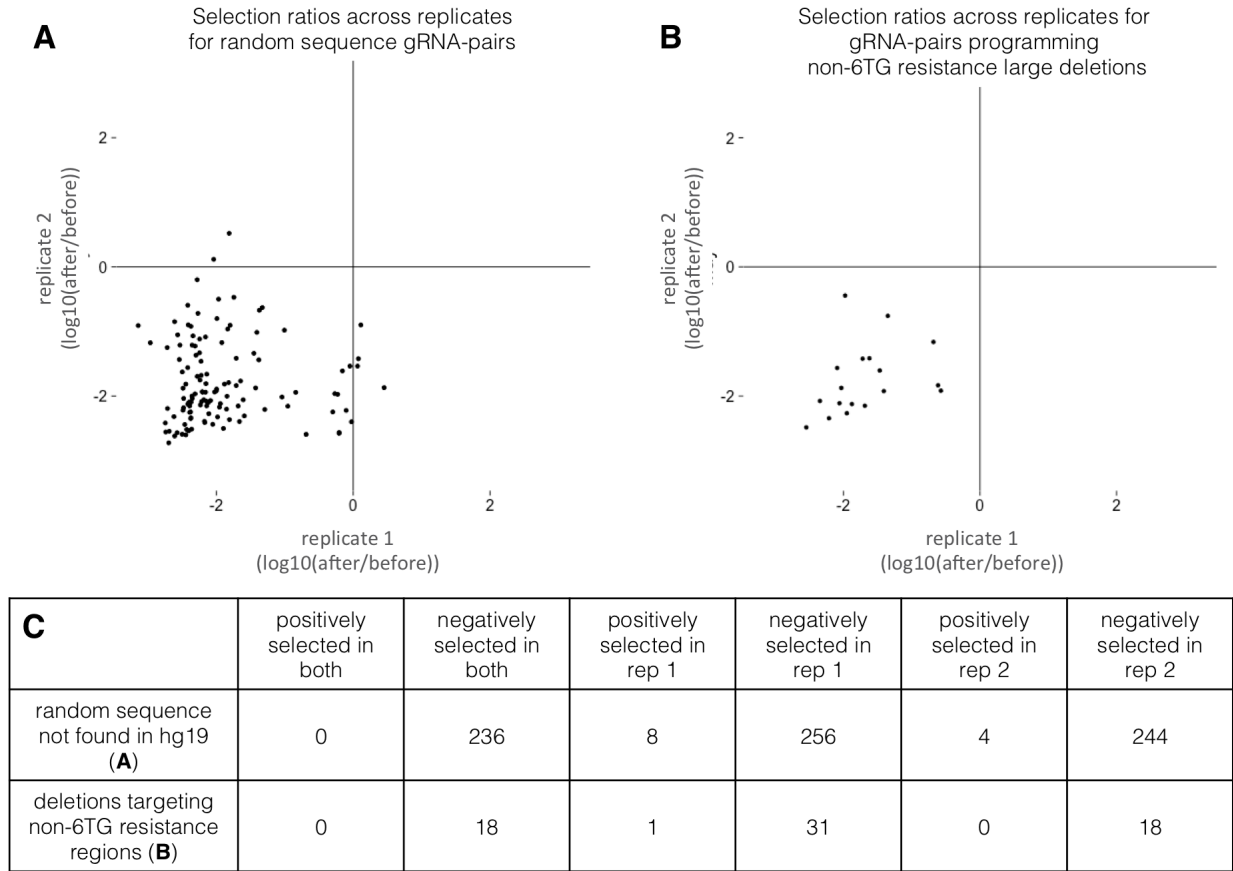 A
Selection ratios across replicates
for random sequence gRNA-pairs
2
0
-2
-2
0
2
replicate 2
(log10(after/before))
replicate 1
(log10(after/before))
B
Selection ratios across replicates for
gRNA-pairs programming
non-6TG resistance large deletions
2
0
-2
-2
0
2
replicate 2
(log10(after/before))
replicate 1
(log10(after/before))
C
positively
selected in
both
negatively
selected in
both
positively
selected in
rep 1
negatively
selected in
rep 1
positively
selected in
rep 2
negatively
selected in
rep 2
random sequence
not found in hg19
(A)
0
236
8
256
4
244
deletions targeting
non-6TG resistance
regions (B)
0
18
1
31
0
18